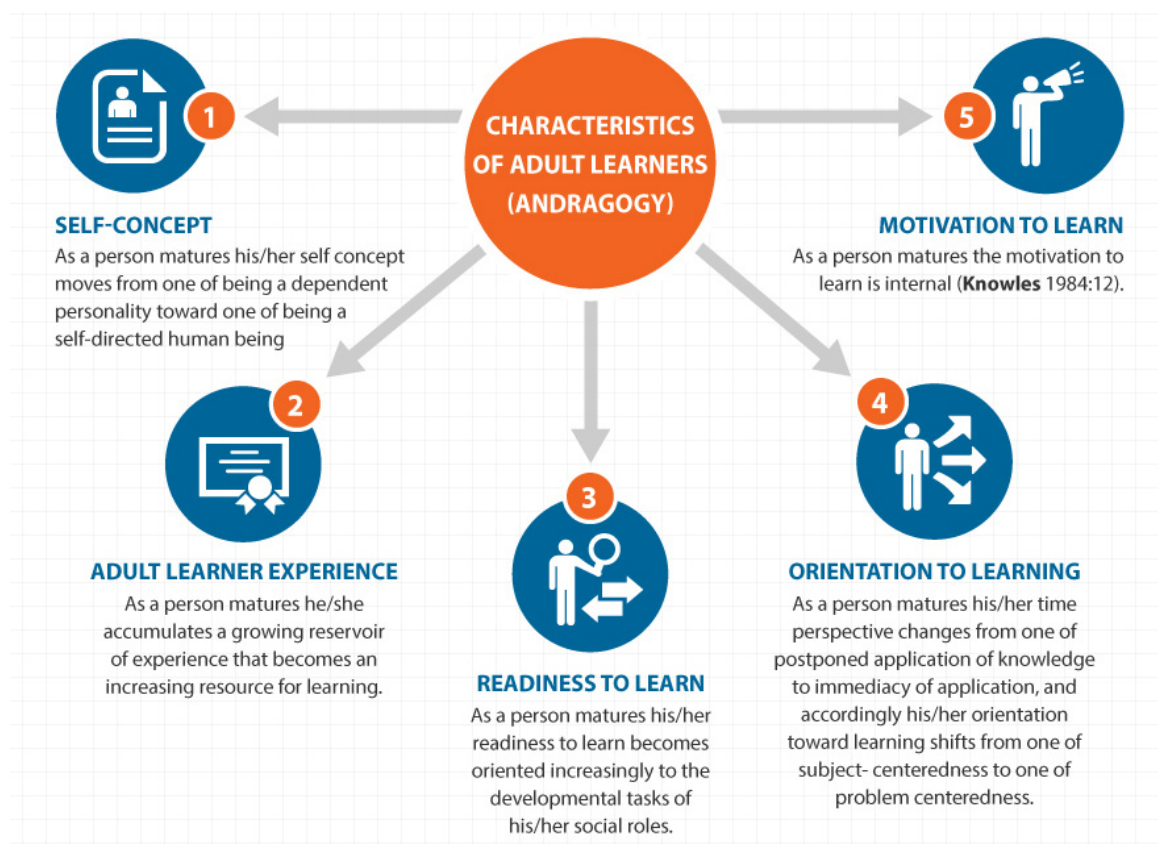 CHARACTERISTICS
OF ADULT LEARNERS
(ANDRAGOGY)
1
SELF-CONCEPT
As a person matures his/her self concept
moves from one of being a dependent
personality toward one of being a
self-directed human being
2
ADULT LEARNER EXPERIENCE
As a person matures he/she
accumulates a growing reservoir
of experience that becomes an
increasing resource for learning.
3
READINESS TO LEARN
As a person matures his/her
readiness to learn becomes
oriented increasingly to the
developmental tasks of
his/her social roles.
4
ORIENTATION TO LEARNING
As a person matures his/her time
perspective changes from one of
postponed application of knowledge
to immediacy of application, and
accordingly his/her orientation
toward learning shifts from one of
subject- centeredness to one of
problem centeredness.
5
MOTIVATION TO LEARN
As a person matures the motivation to
learn is internal (Knowles 1984:12).